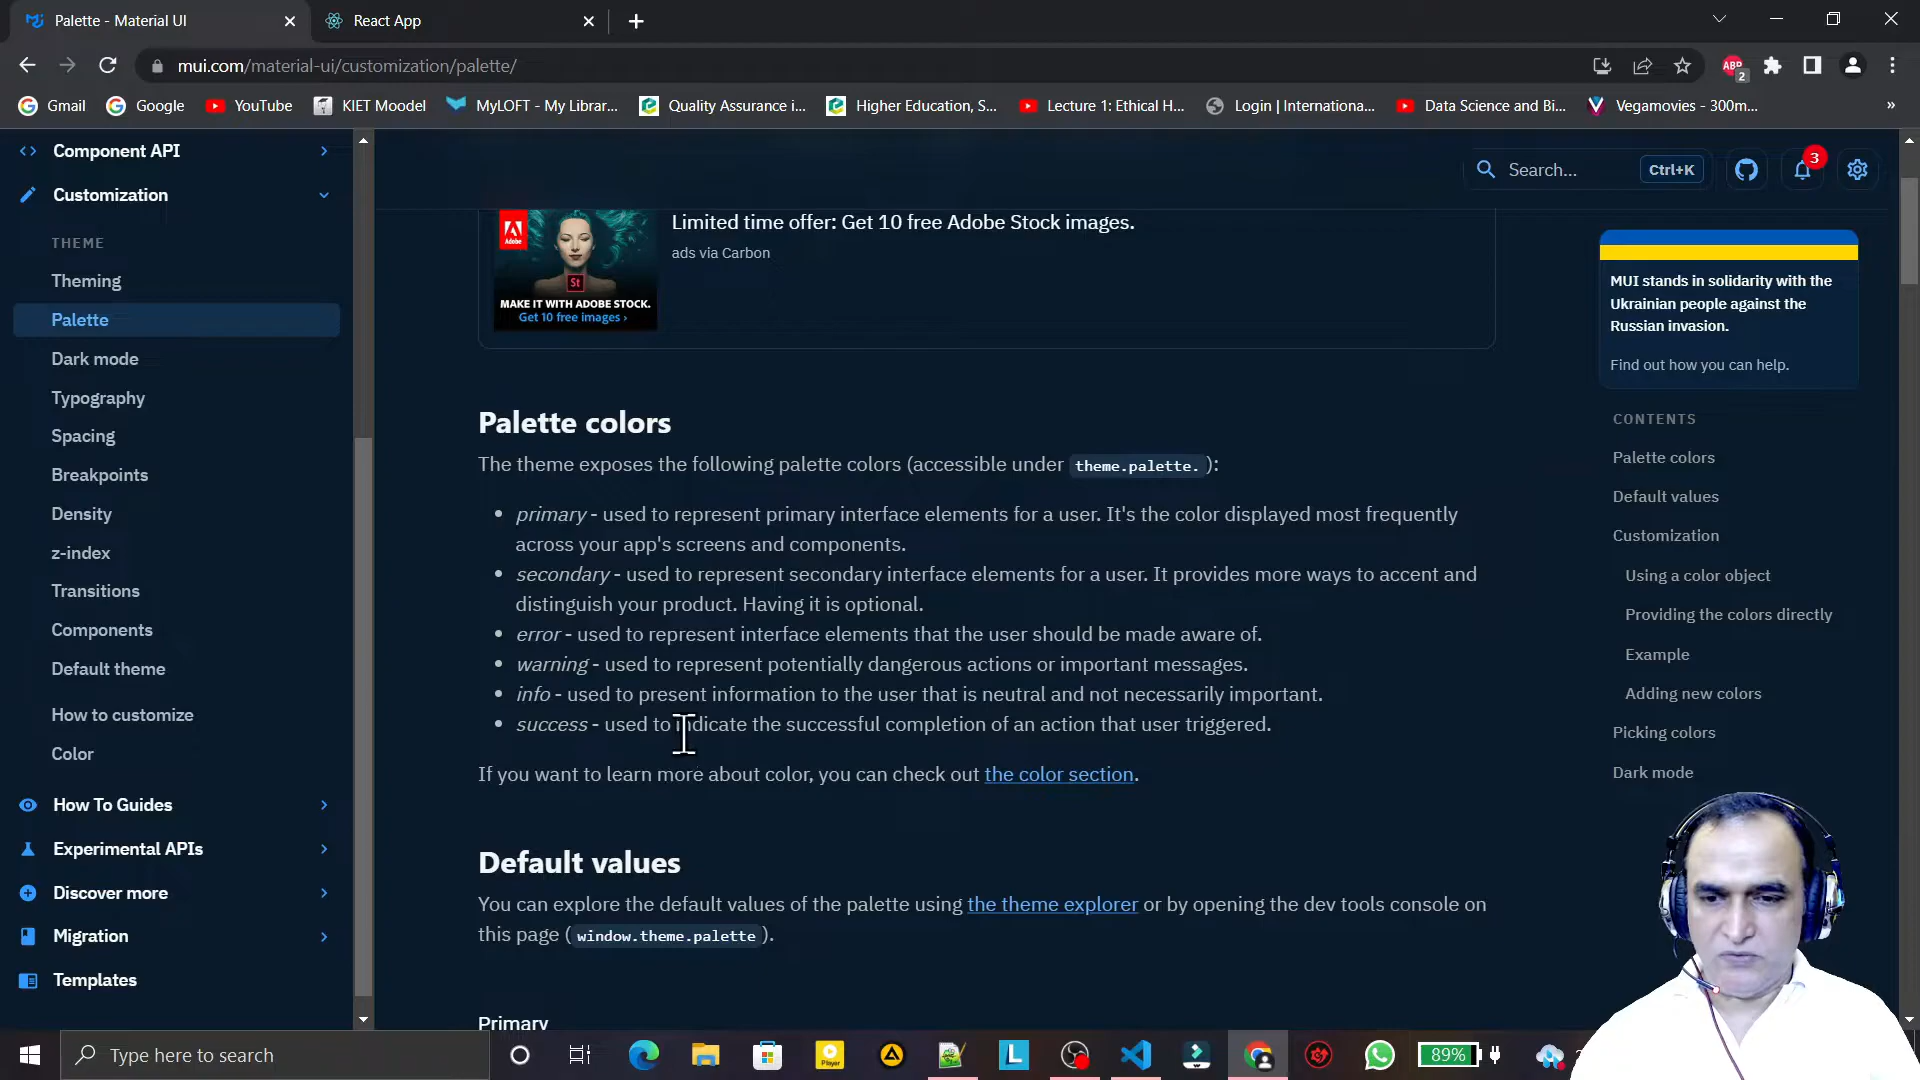 Palette - Material UI
React App
mui.com/material-ui/customization/palette/
ABP
2
Gmail
Google
YouTube
KIET Moodel
MyLOFT - My Librar...
Quality Assurance i...
Higher Education, S...
Lecture 1: Ethical H...
Login | Internationa...
Data Science and Bi...
Vegamovies - 300m...
»
Component API
Customization
THEME
Theming
Palette
Dark mode
Typography
Spacing
Breakpoints
Density
z-index
Transitions
Components
Default theme
How to customize
Color
How To Guides
Experimental APIs
Discover more
Migration
Templates
Search...
Ctrl+K
3
Adobe
St
MAKE IT WITH ADOBE STOCK.
Get 10 free images ›
Limited time offer: Get 10 free Adobe Stock images.
ads via Carbon
Palette colors
The theme exposes the following palette colors (accessible under theme.palette. ):
• primary - used to represent primary interface elements for a user. It's the color displayed most frequently
across your app's screens and components.
• secondary - used to represent secondary interface elements for a user. It provides more ways to accent and
distinguish your product. Having it is optional.
• error - used to represent interface elements that the user should be made aware of.
• warning - used to represent potentially dangerous actions or important messages.
• info - used to present information to the user that is neutral and not necessarily important.
• success - used to indicate the successful completion of an action that user triggered.
If you want to learn more about color, you can check out the color section.
Default values
You can explore the default values of the palette using the theme explorer or by opening the dev tools console on
this page ( window.theme.palette ).
Primary
MUI stands in solidarity with the
Ukrainian people against the
Russian invasion.
Find out how you can help.
CONTENTS
Palette colors
Default values
Customization
Using a color object
Providing the colors directly
Example
Adding new colors
Picking colors
Dark mode
Type here to search
Player
L
89%